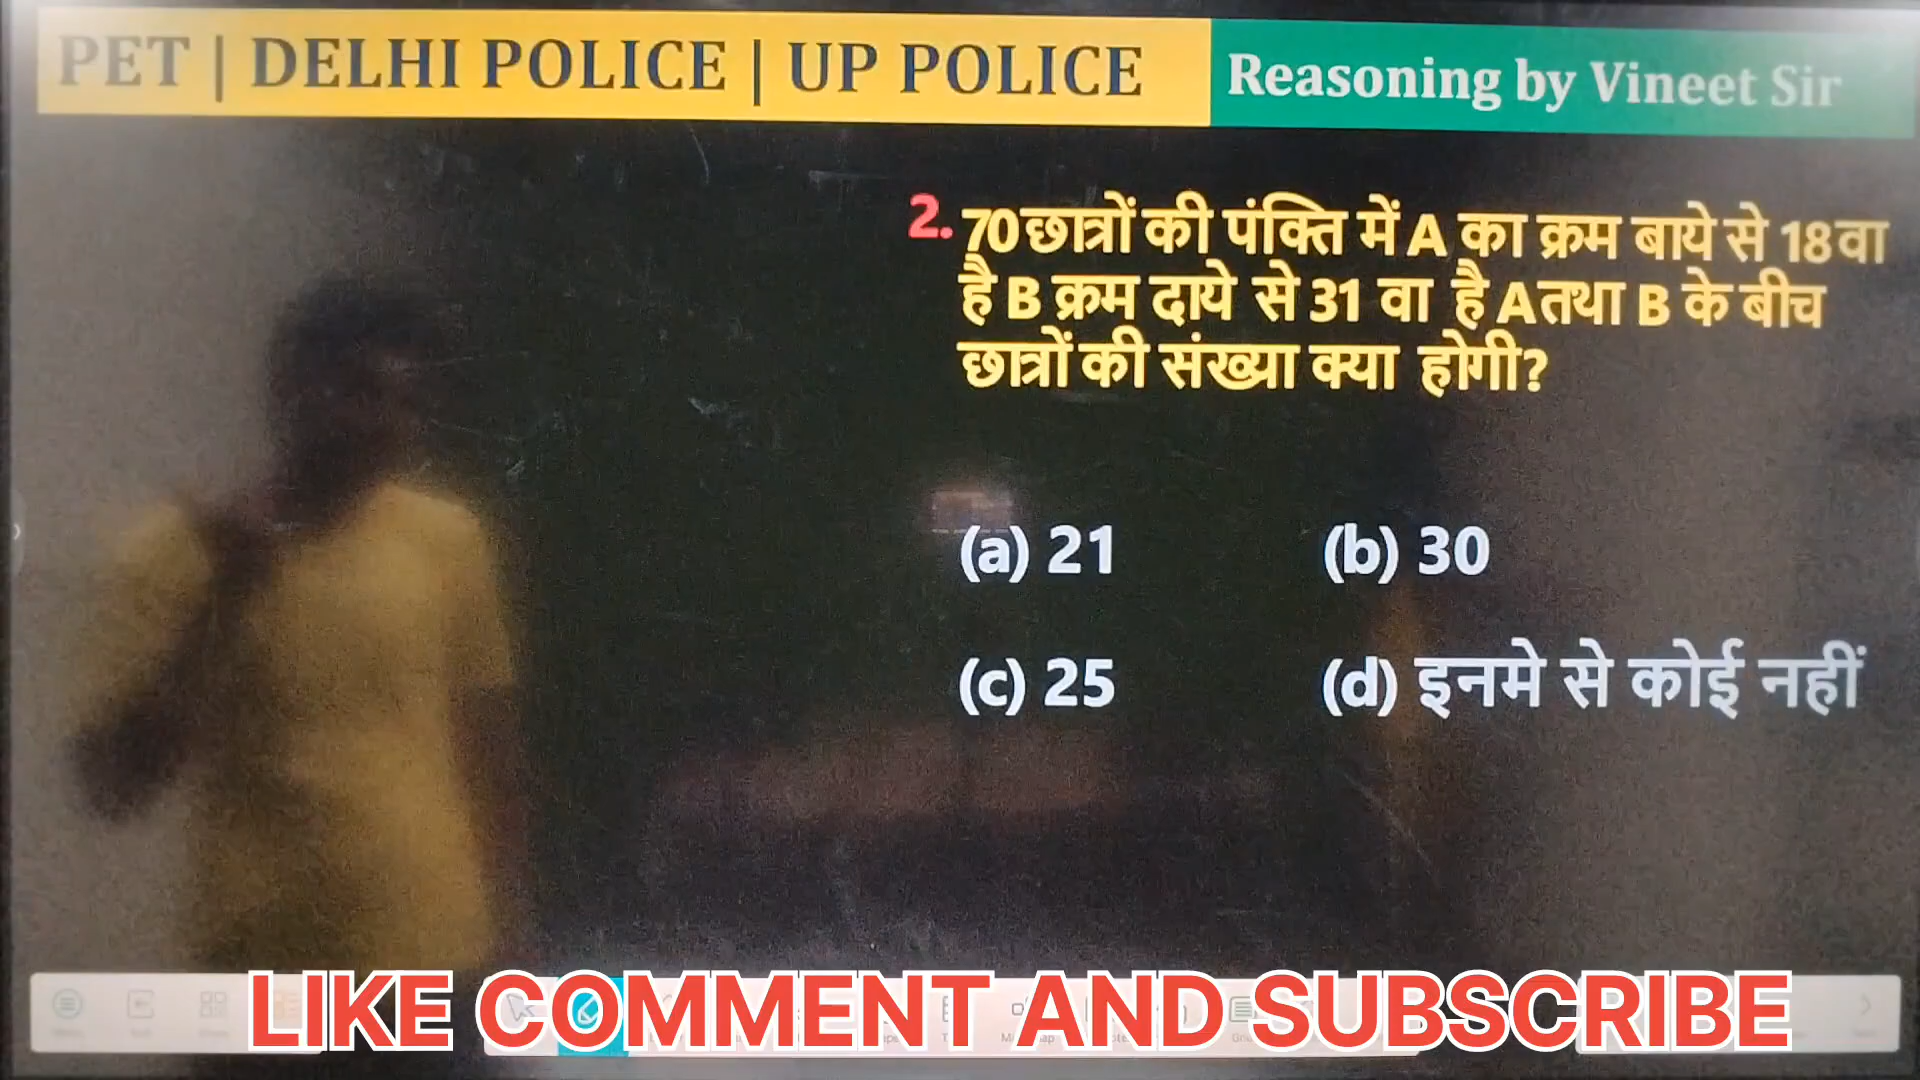 PET | DELHI POLICE | UP POLICE
Reasoning by Vineet Sir
2. 70 छात्रों की पंक्ति में A का क्रम बाये से 18 वा
है B क्रम दाये से 31 वा है A तथा B के बीच
छात्रों की संख्या क्या होगी?
(a) 21 (b) 30
(c) 25 (d) इनमे से कोई नहीं
LIKE COMMENT AND SUBSCRIBE